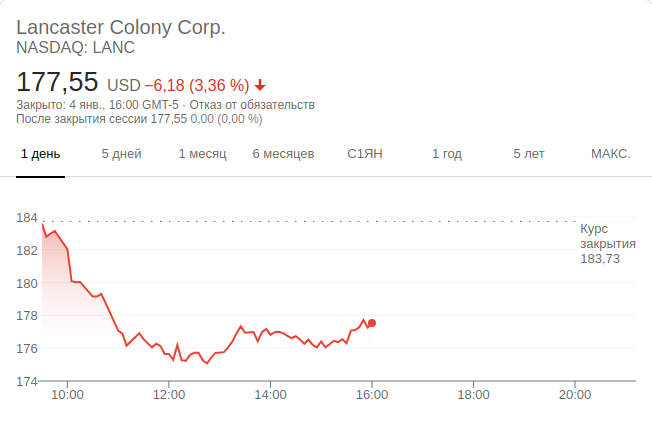 Lancaster Colony Corp.
NASDAQ: LANC
177,55 USD −6,18 (3,36 %)
Закрыто: 4 янв., 16:00 GMT-5 · Отказ от обязательств
После закрытия сессии 177,55 0,00 (0,00 %)
1 день 5 дней 1 месяц 6 месяцев С1ЯН 1 год 5 лет МАКС.
184
Курс
закрытия
183,73
182
180
178
176
174
10:00 12:00 14:00 16:00 18:00 20:00